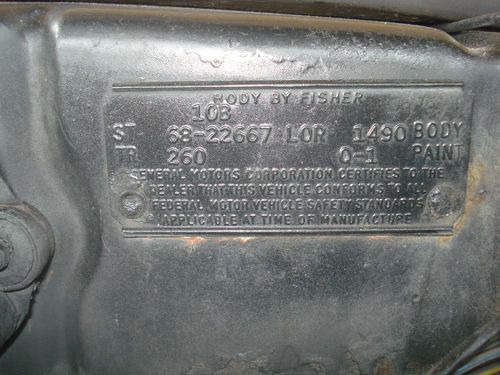 BODY BY FISHER
10B
ST 68-22667 LOR 1490 BODY
TR 260 O-1 PAINT
GENERAL MOTORS CORPORATION CERTIFIES TO THE
DEALER THAT THIS VEHICLE CONFORMS TO ALL
FEDERAL MOTOR VEHICLE SAFETY STANDARDS
APPLICABLE AT TIME OF MANUFACTURE